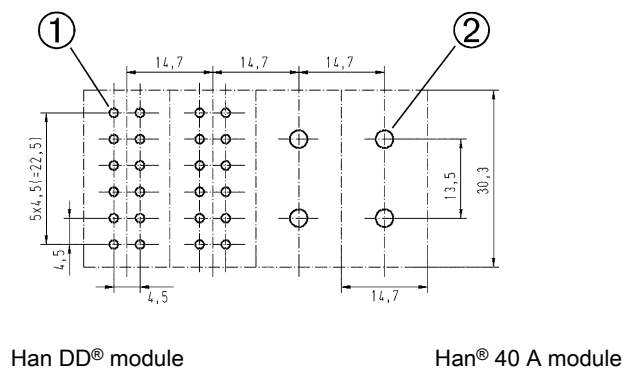 ① ②
14,7 14,7 14,7
5x4,5(=22,5)
4,5
13,5
30,3
4,5 14,7
Han DD® module Han® 40 A module